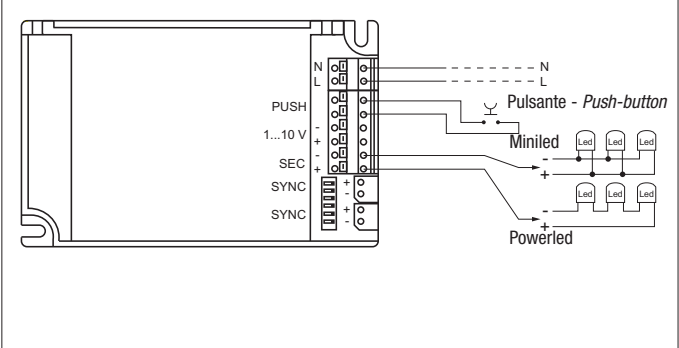 N
L
PUSH
-
1...10 V
+
-
SEC
+
SYNC
+
-
SYNC
+
-
N
L
Pulsante - Push-button
Miniled
Led Led Led
-
+
Led Led Led
-
+
Powerled